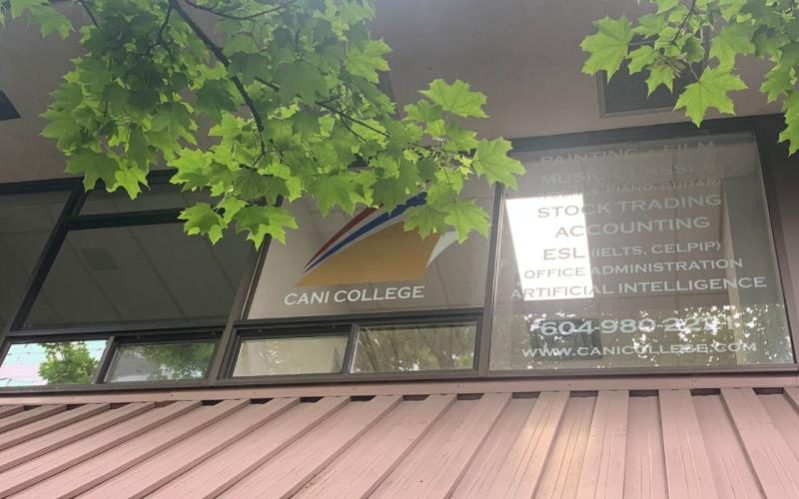 CANI COLLEGE
PAINTING - FILM
MUSIC CLASSES
PIANO, GUITAR)
STOCK TRADING
ACCOUNTING
ESL (IELTS, CELPIP)
OFFICE ADMINISTRATION
ARTIFICIAL INTELLIGENCE
604-980-22
WWW.CANICOLLEGE.COM